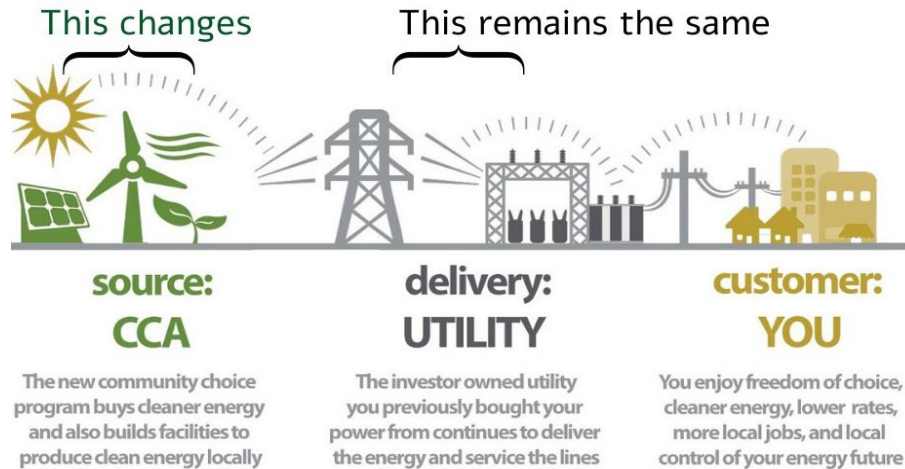 This changes
This remains the same
source:
CCA
The new community choice
program buys cleaner energy
and also builds facilities to
produce clean energy locally
delivery:
UTILITY
The investor owned utility
you previously bought your
power from continues to deliver
the energy and service the lines
customer:
YOU
You enjoy freedom of choice,
cleaner energy, lower rates,
more local jobs, and local
control of your energy future